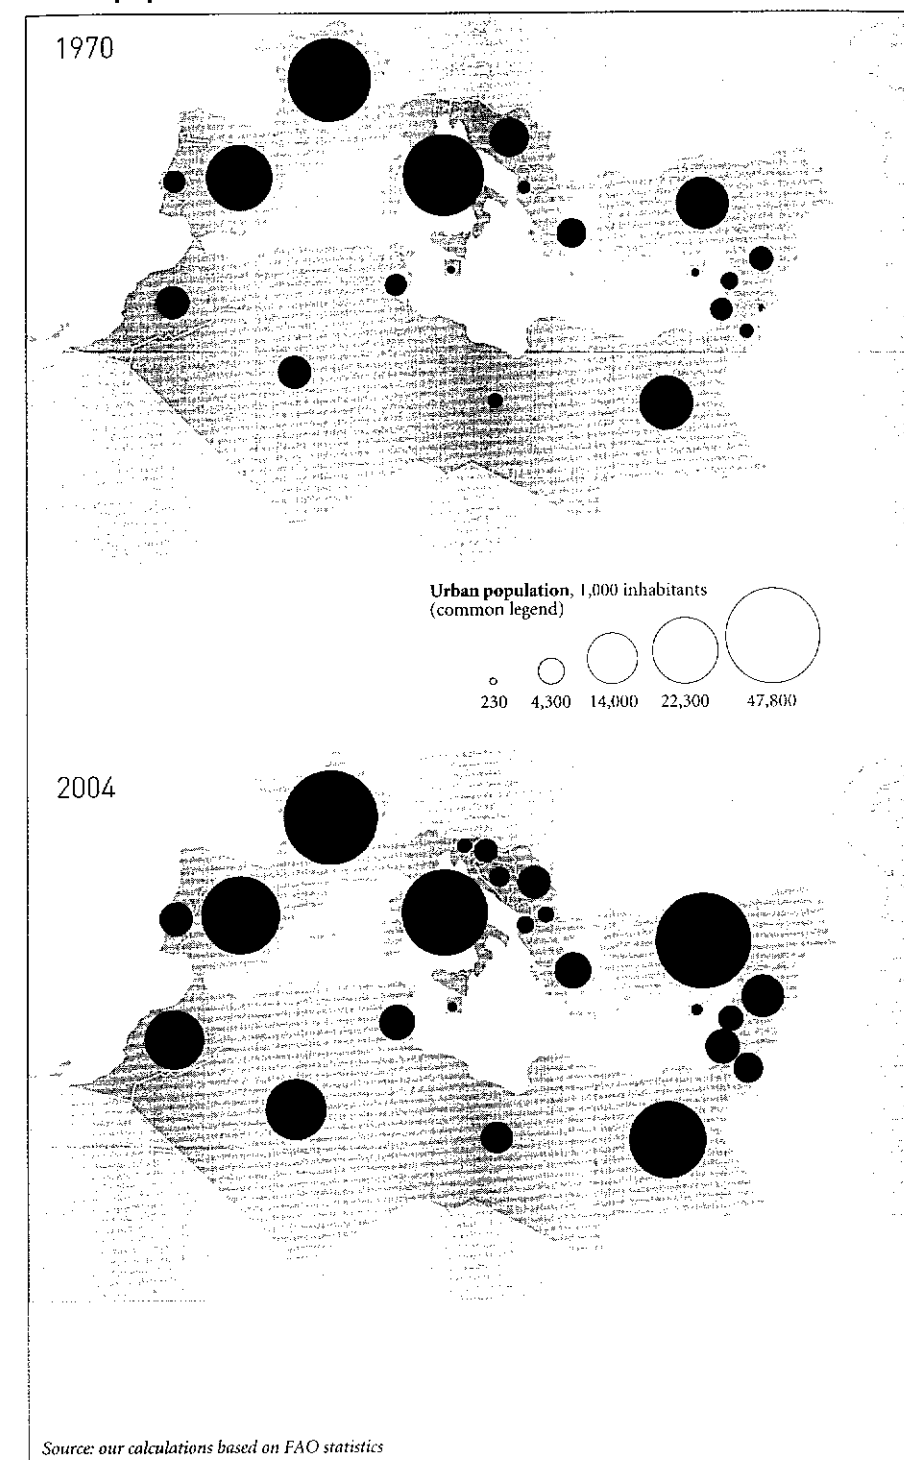 1970
Urban population, 1,000 inhabitants
(common legend)
230 4,300 14,000 22,300 47,800
2004
Source: our calculations based on FAO statistics